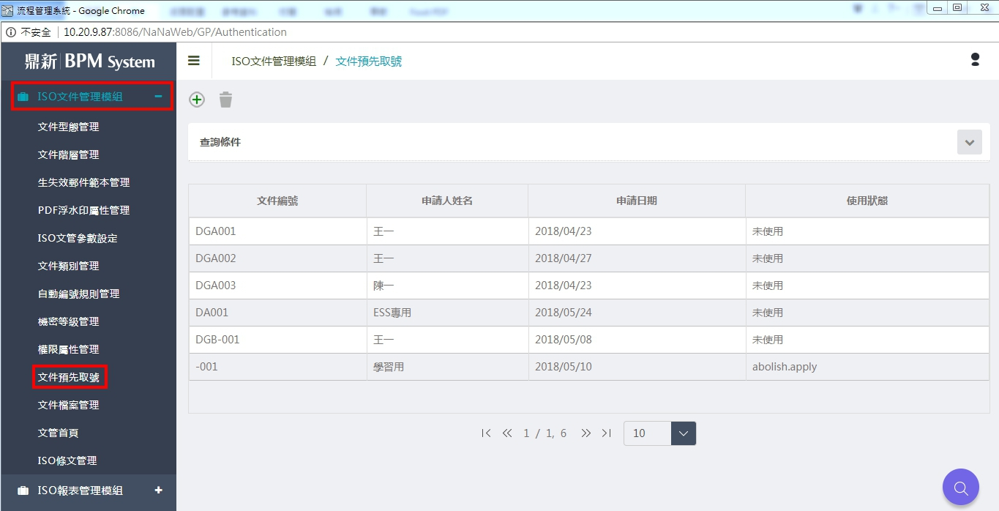 流程管理系統 - Google Chrome
不安全 10.20.9.87:8086/NaNaWeb/GP/Authentication
鼎新 BPM System
ISO文件管理模組 / 文件預先取號
ISO文件管理模組
文件型態管理
文件階層管理
生失效郵件範本管理
PDF浮水印屬性管理
ISO文管參數設定
文件類別管理
自動編號規則管理
機密等級管理
權限屬性管理
文件預先取號
文件檔案管理
文管首頁
ISO條文管理
ISO報表管理模組
查詢條件
文件編號 申請人姓名 申請日期 使用狀態
DGA001 王一 2018/04/23 未使用
DGA002 王一 2018/04/27 未使用
DGA003 陳一 2018/04/23 未使用
DA001 ESS專用 2018/05/24 未使用
DGB-001 王一 2018/05/08 未使用
-001 學習用 2018/05/10 abolish.apply
1 / 1, 6 10